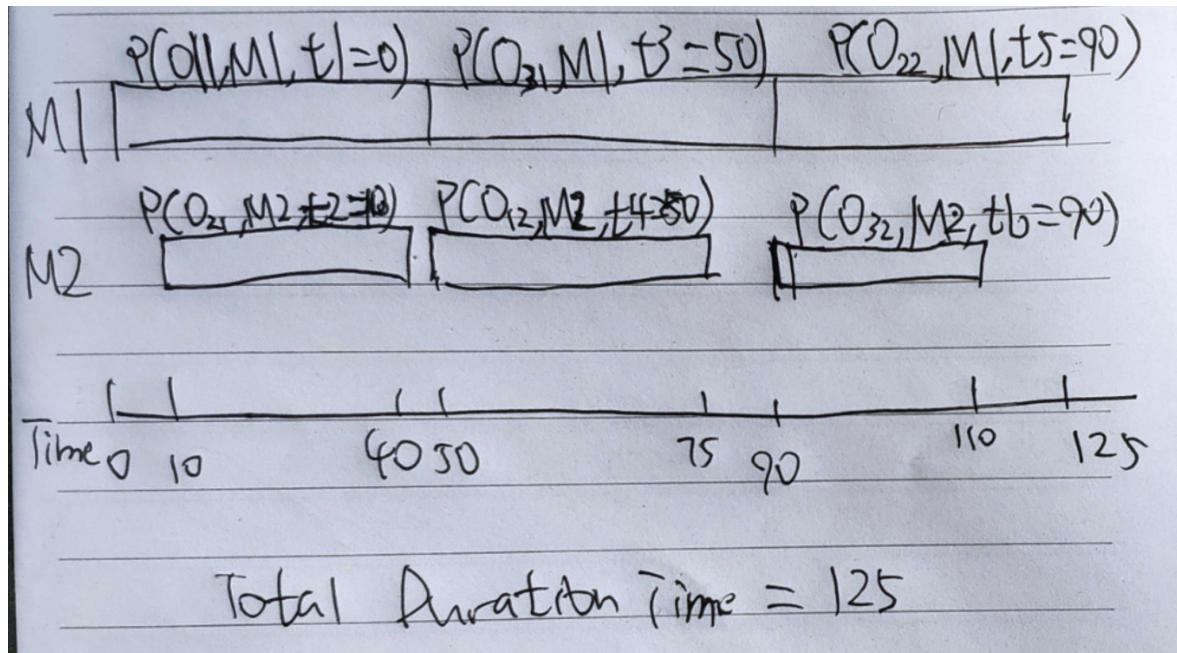 P(O11,M1,t1=0) P(O31,M1,t3=50) P(O22,M1,t5=90)
M1
P(O21,M2,t2=10) P(O12,M2,t4=50) P(O32,M2,t6=90)
M2
Time 0 10 40 50 75 90 110 125
Total Duration Time = 125